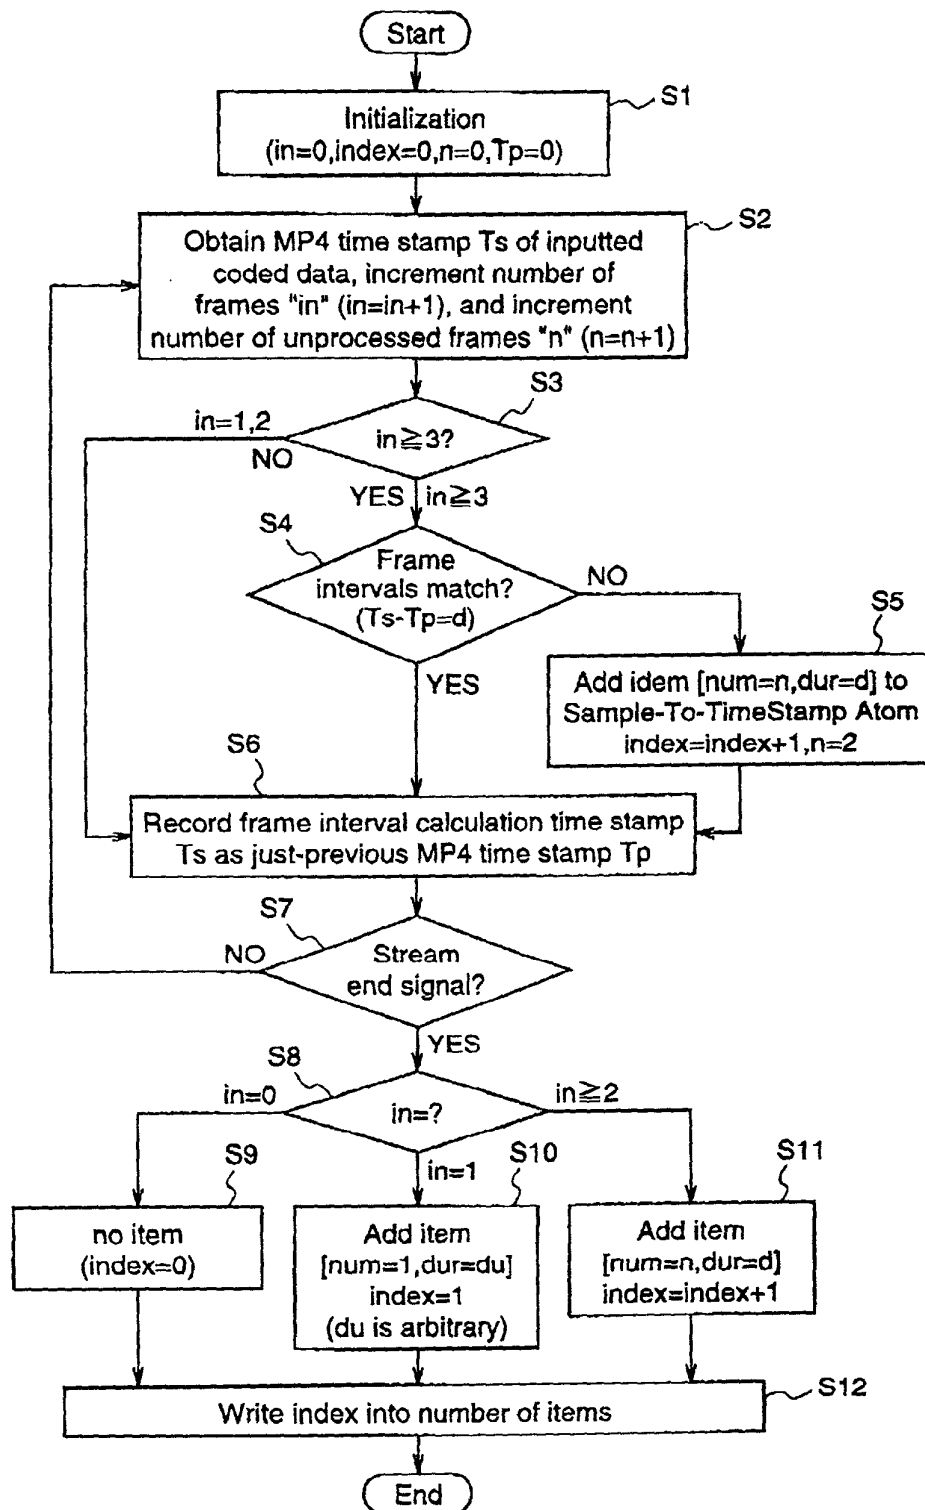 Start
S1
Initialization
(in=0,index=0,n=0,Tp=0)
S2
Obtain MP4 time stamp Ts of inputted
coded data, increment number of
frames "in" (in=in+1), and increment
number of unprocessed frames "n" (n=n+1)
S3
in=1,2
in≧3?
NO
YES
in≧3
S4
Frame
intervals match?
(Ts-Tp=d)
NO
YES
S5
Add idem [num=n,dur=d] to
Sample-To-TimeStamp Atom
index=index+1,n=2
S6
Record frame interval calculation time stamp
Ts as just-previous MP4 time stamp Tp
S7
NO
Stream
end signal?
YES
S8
in=0
in=?
in≧2
in=1
S9
no item
(index=0)
S10
Add item
[num=1,dur=du]
index=1
(du is arbitrary)
S11
Add item
[num=n,dur=d]
index=index+1
S12
Write index into number of items
End